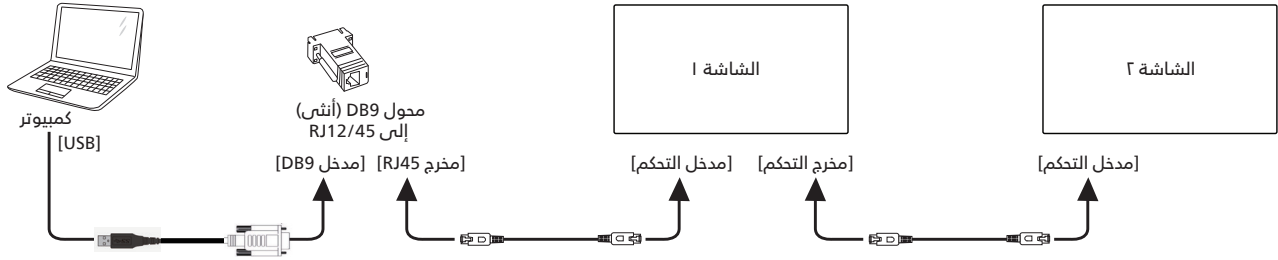 الشاشة ١
الشاشة ٢
محول DB9 (أنثى)
إلى RJ12/45
كمبيوتر
[USB]
[مدخل DB9]
[مخرج RJ45]
[مدخل التحكم]
[مخرج التحكم]
[مدخل التحكم]